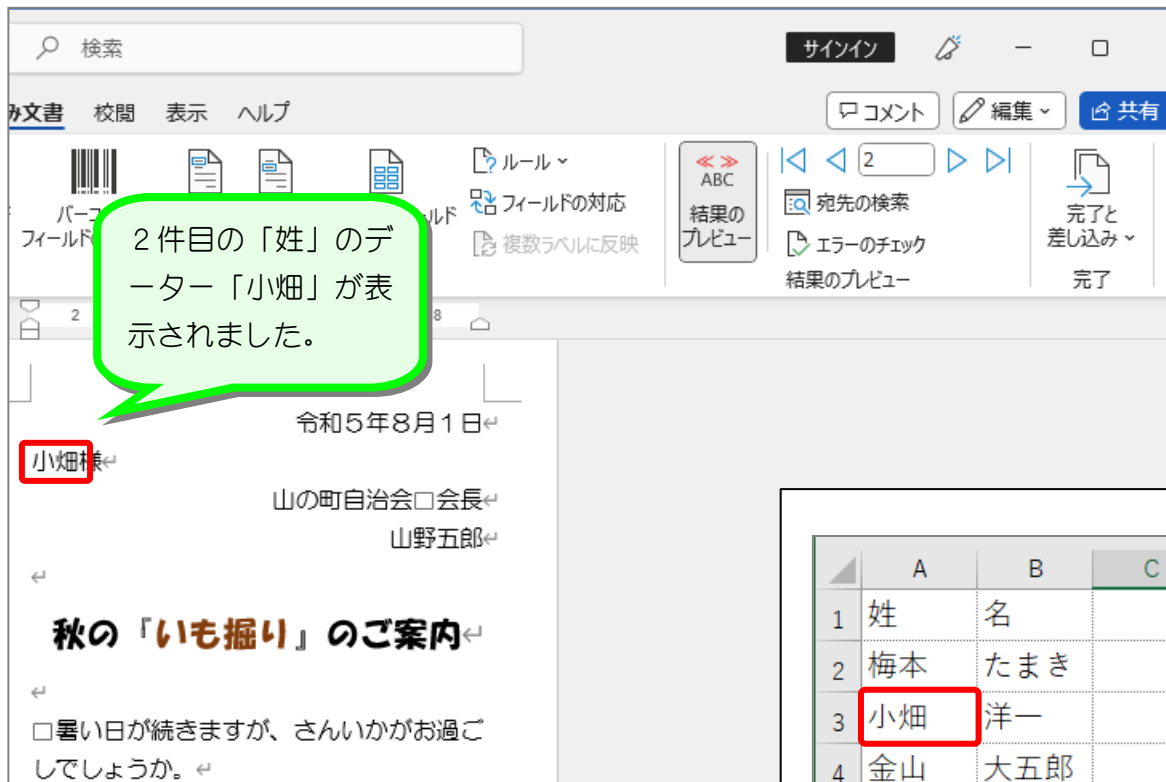 検索
サインイン
み文書 校閲 表示 ヘルプ
コメント 編集 共有
ルール
フィールドの対応
複数ラベルに反映
ABC
結果の
プレビュー
2
宛先の検索
エラーのチェック
結果のプレビュー
完了と
差し込み
完了
2件目の「姓」のデ
ーター「小畑」が表
示されました。
2 8
令和5年8月1日↵
小畑様↵
山の町自治会□会長↵
山野五郎↵
↵
秋の『いも掘り』のご案内↵
↵
□暑い日が続きますが、さんいかがお過ご
しでしょうか。↵
A B C
1 姓 名
2 梅本 たまき
3 小畑 洋一
4 金山 大五郎